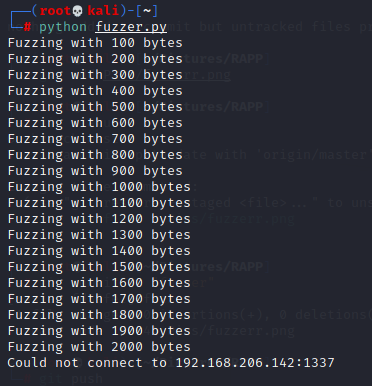 (root💀kali)-[~]
# python fuzzer.py
Fuzzing with 100 bytes
Fuzzing with 200 bytes
Fuzzing with 300 bytes
Fuzzing with 400 bytes
Fuzzing with 500 bytes
Fuzzing with 600 bytes
Fuzzing with 700 bytes
Fuzzing with 800 bytes
Fuzzing with 900 bytes
Fuzzing with 1000 bytes
Fuzzing with 1100 bytes
Fuzzing with 1200 bytes
Fuzzing with 1300 bytes
Fuzzing with 1400 bytes
Fuzzing with 1500 bytes
Fuzzing with 1600 bytes
Fuzzing with 1700 bytes
Fuzzing with 1800 bytes
Fuzzing with 1900 bytes
Fuzzing with 2000 bytes
Could not connect to 192.168.206.142:1337